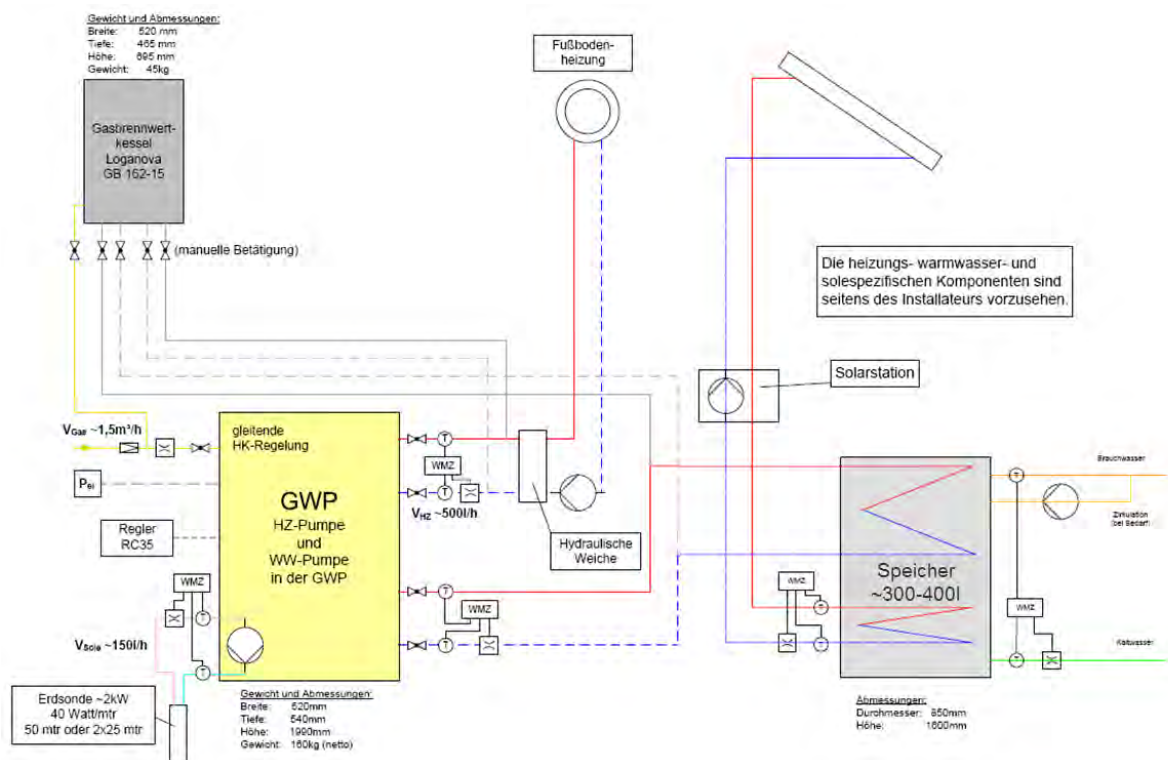 Gewicht und Abmessungen:
Breite: 520 mm
Tiefe: 465 mm
Höhe: 695 mm
Gewicht: 45kg
Gasbrennwert-
kessel
Loganova
GB 162-15
(manuelle Betätigung)
Fußboden-
heizung
Die heizungs- warmwasser- und
solespezifischen Komponenten sind
seitens des Installateurs vorzusehen.
Solarstation
VGas ~1,5m³/h
Pel
Regler
RC35
gleitende
HK-Regelung
GWP
HZ-Pumpe
und
WW-Pumpe
in der GWP
T
WMZ
T
VHZ ~500l/h
Hydraulische
Weiche
T
WMZ
T
WMZ
T
T
VSole ~150l/h
Erdsonde ~2kW
40 Watt/mtr
50 mtr oder 2x25 mtr
Gewicht und Abmessungen:
Breite: 520mm
Tiefe: 540mm
Höhe: 1990mm
Gewicht: 160kg (netto)
Speicher
~300-400l
WMZ
T
T
T
Brauchwasser
Zirkulation
(bei Bedarf)
WMZ
T
Kaltwasser
Abmessungen:
Durchmesser: 850mm
Höhe: 1600mm